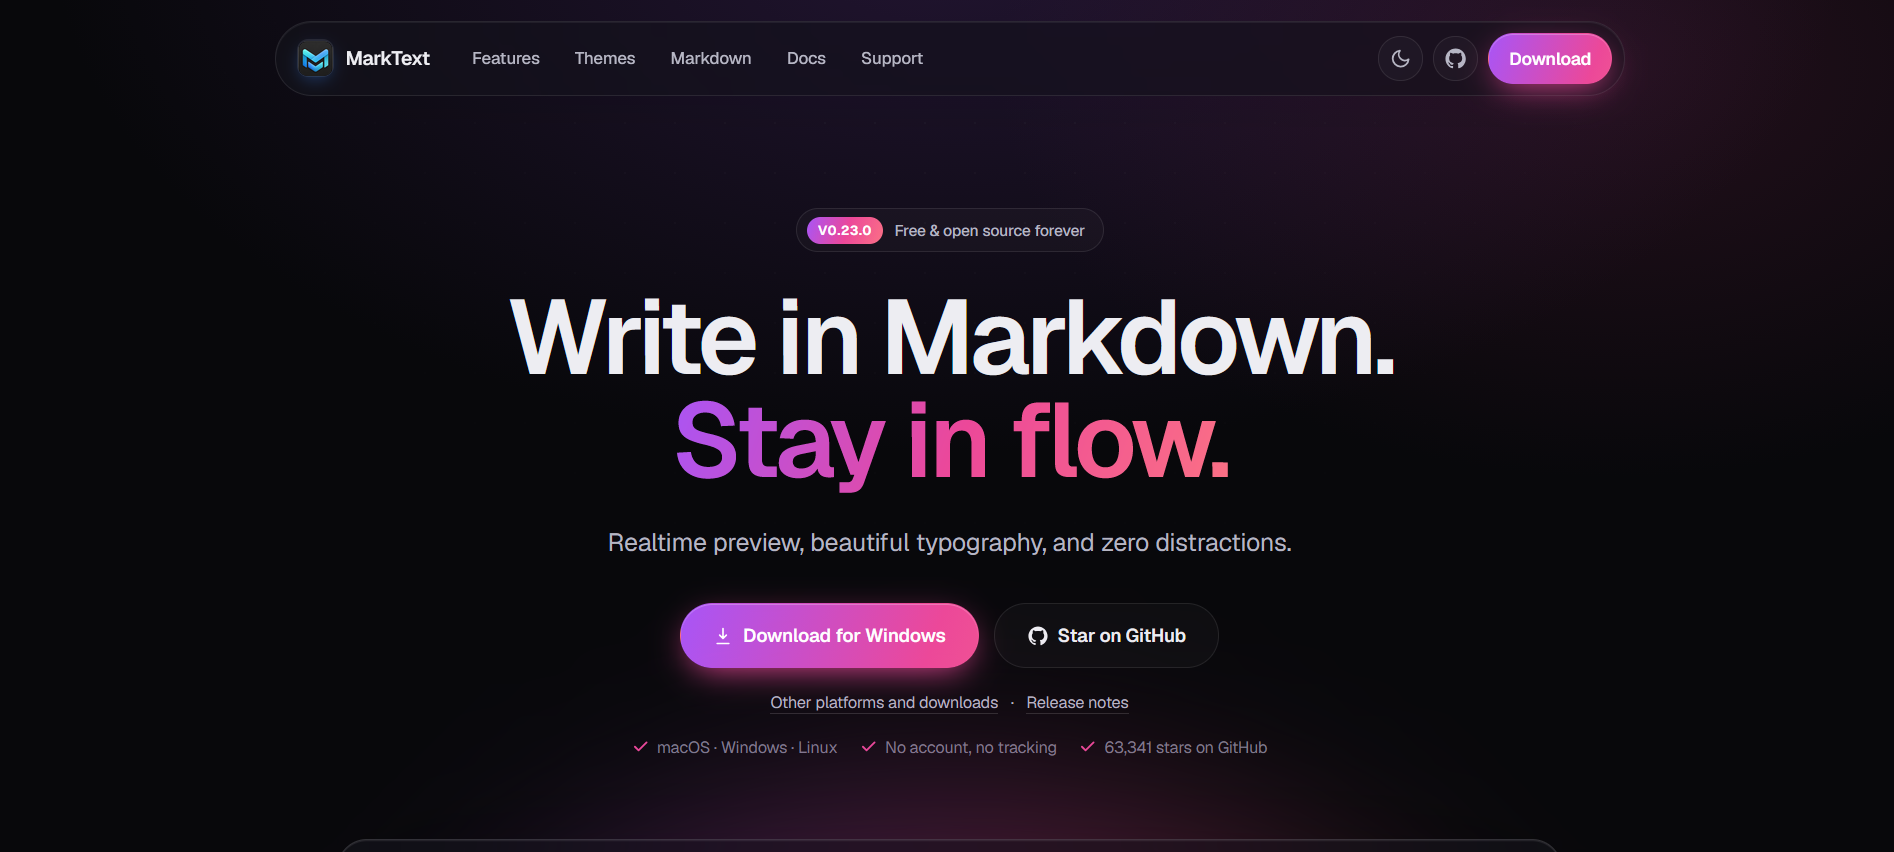 MarkText Features Themes Markdown Docs Support Download
V0.23.0 Free & open source forever
Write in Markdown.
Stay in flow.
Realtime preview, beautiful typography, and zero distractions.
Download for Windows Star on GitHub
Other platforms and downloads · Release notes
macOS · Windows · Linux No account, no tracking 63,341 stars on GitHub